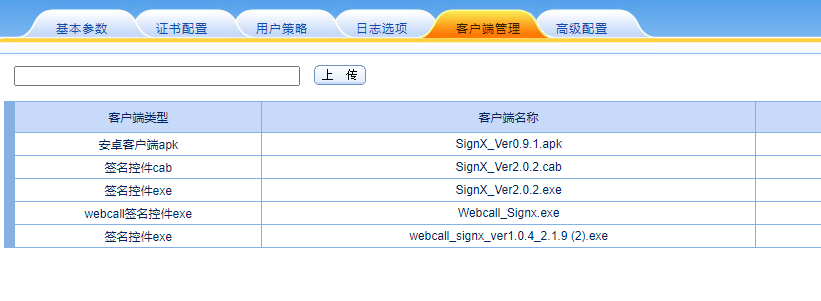 基本参数 证书配置 用户策略 日志选项 客户端管理 高级配置
上 传
客户端类型 客户端名称
安卓客户端apk SignX_Ver0.9.1.apk
签名控件cab SignX_Ver2.0.2.cab
签名控件exe SignX_Ver2.0.2.exe
webcall签名控件exe Webcall_Signx.exe
签名控件exe webcall_signx_ver1.0.4_2.1.9 (2).exe